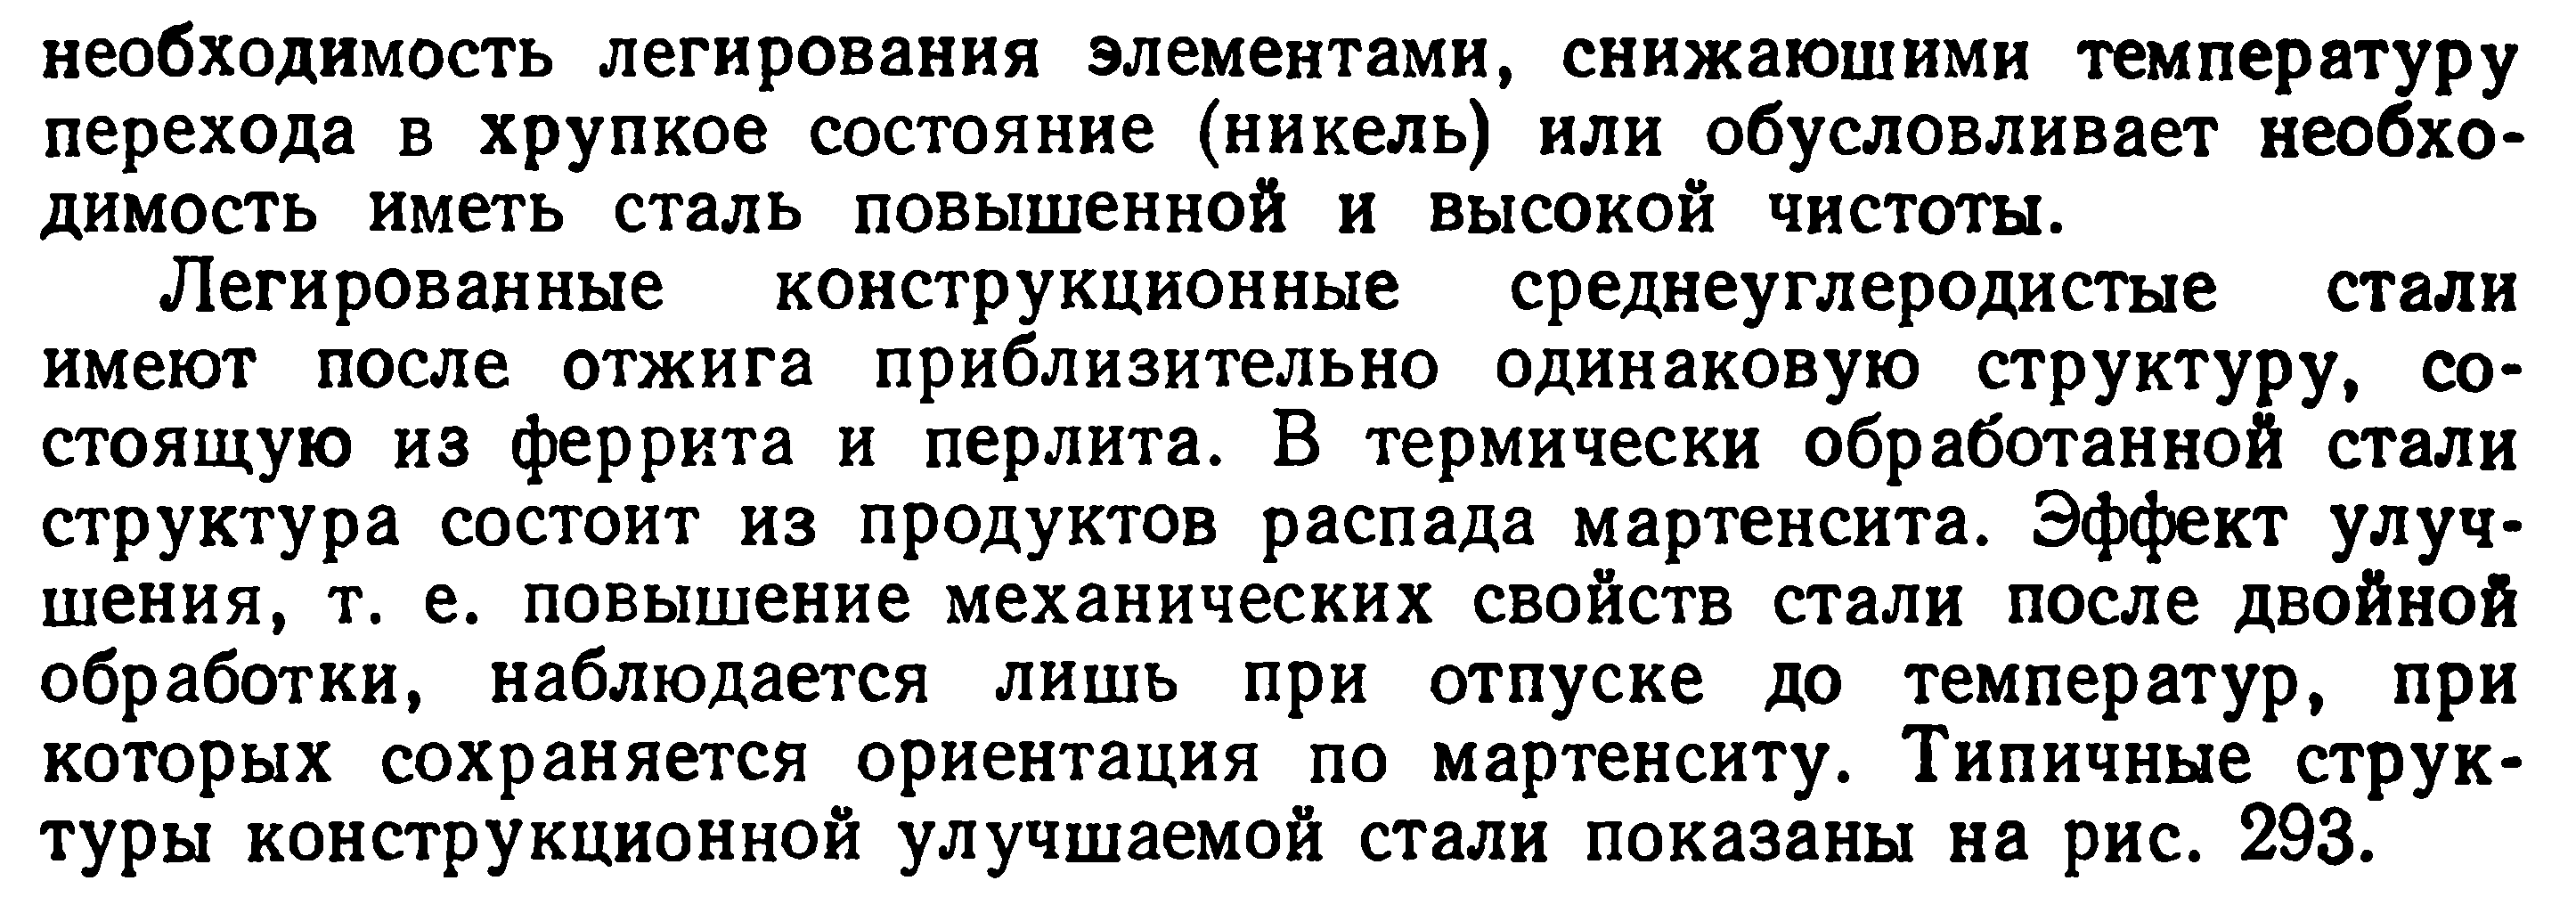 необходимость легирования элементами, снижаюшими температуру
перехода в хрупкое состояние (никель) или обусловливает необхо-
димость иметь сталь повышенной и высокой чистоты.
Легированные конструкционные среднеуглеродистые стали
имеют после отжига приблизительно одинаковую структуру, со-
стоящую из феррита и перлита. В термически обработанной стали
структура состоит из продуктов распада мартенсита. Эффект улуч-
шения, т. е. повышение механических свойств стали после двойной
обработки, наблюдается лишь при отпуске до температур, при
которых сохраняется ориентация по мартенситу. Типичные струк-
туры конструкционной улучшаемой стали показаны на рис. 293.